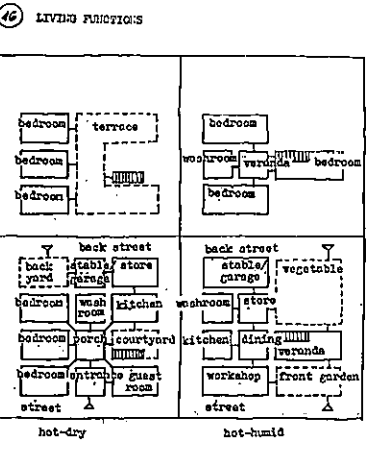 16 LIVING FUNCTIONS
bedroom terrace
bedroom
bedroom
bedroom
washroom veranda bedroom
bedroom
back street
back yard stable/garage store
bedroom wash room kitchen
bedroom porch courtyard
bedroom entrance guest room
street
hot-dry
back street
stable/garage vegetable
washroom store
kitchen dining veranda
workshop front garden
street
hot-humid